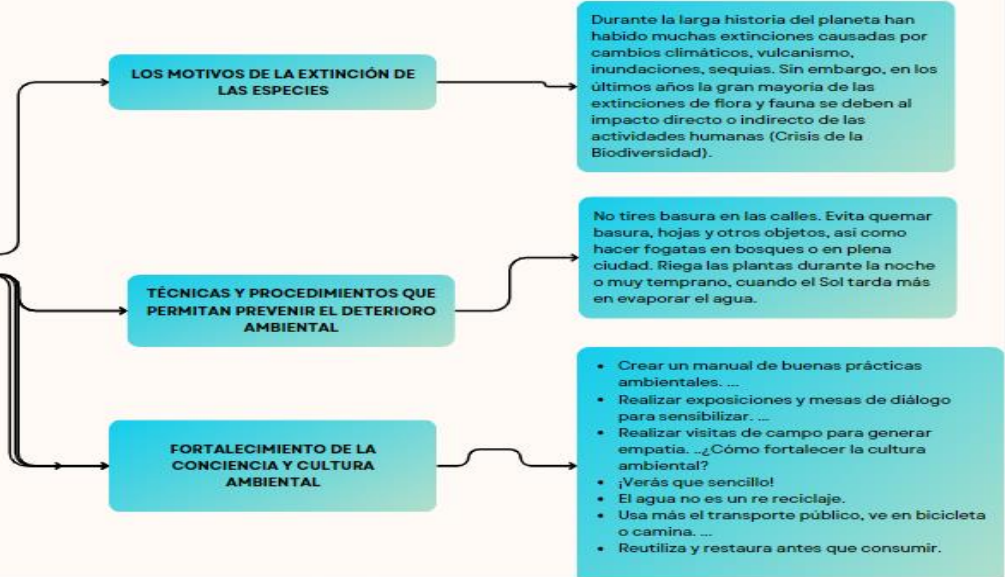 LOS MOTIVOS DE LA EXTINCIÓN DE
LAS ESPECIES
Durante la larga historia del planeta han
habido muchas extinciones causadas por
cambios climáticos, vulcanismo,
inundaciones, sequias. Sin embargo, en los
últimos años la gran mayoría de las
extinciones de flora y fauna se deben al
impacto directo o indirecto de las
actividades humanas (Crisis de la
Biodiversidad).
TÉCNICAS Y PROCEDIMIENTOS QUE
PERMITAN PREVENIR EL DETERIORO
AMBIENTAL
No tires basura en las calles. Evita quemar
basura, hojas y otros objetos, así como
hacer fogatas en bosques o en plena
ciudad. Riega las plantas durante la noche
o muy temprano, cuando el Sol tarda más
en evaporar el agua.
FORTALECIMIENTO DE LA
CONCIENCIA Y CULTURA
AMBIENTAL
• Crear un manual de buenas prácticas
ambientales. ...
• Realizar exposiciones y mesas de diálogo
para sensibilizar. ...
• Realizar visitas de campo para generar
empatía. ..¿Cómo fortalecer la cultura
ambiental?
• ¡Verás que sencillo!
• El agua no es un re reciclaje.
• Usa más el transporte público, ve en bicicleta
o camina. ...
• Reutiliza y restaura antes que consumir.